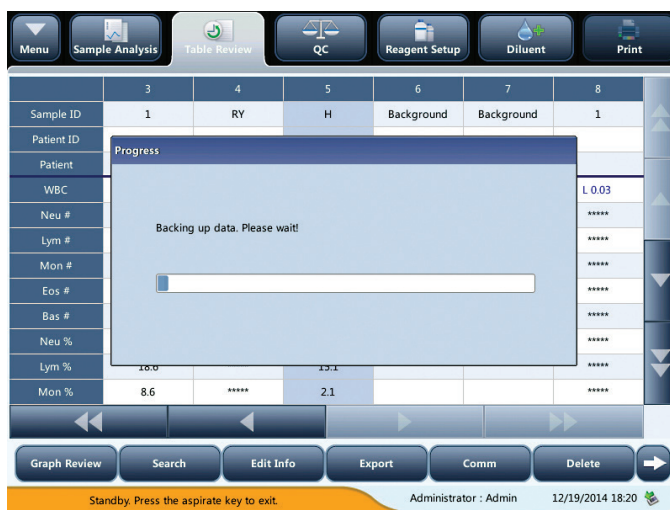 Menu Sample Analysis Table Review QC Reagent Setup Diluent Print
3 4 5 6 7 8
Sample ID 1 RY H Background Background 1
Patient ID
Progress
Patient
WBC L 0.03
Neu # *****
Backing up data. Please wait!
Lym # *****
Mon # *****
Eos # *****
Bas # *****
Neu % *****
Lym % 18.6 13.1 *****
Mon % 8.6 ***** 2.1 *****
Graph Review Search Edit Info Export Comm Delete
Standby. Press the aspirate key to exit. Administrator : Admin 12/19/2014 18:20